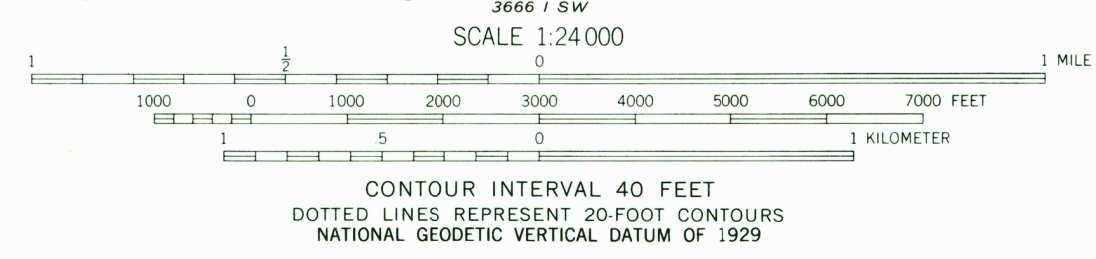 3666 I SW
SCALE 1:24 000
1 1/2 0 1 MILE
1000 0 1000 2000 3000 4000 5000 6000 7000 FEET
1 .5 0 1 KILOMETER
CONTOUR INTERVAL 40 FEET
DOTTED LINES REPRESENT 20-FOOT CONTOURS
NATIONAL GEODETIC VERTICAL DATUM OF 1929